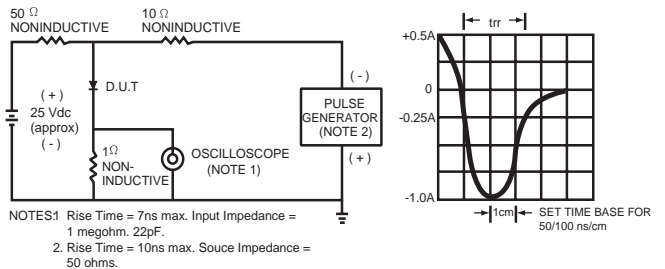 50 Ω
NONINDUCTIVE
10 Ω
NONINDUCTIVE
( + )
25 Vdc
(approx)
( - )
D.U.T
1Ω
NON-
INDUCTIVE
OSCILLOSCOPE
(NOTE 1)
( - )
PULSE
GENERATOR
(NOTE 2)
( + )
trr
+0.5A
0
-0.25A
-1.0A
1cm
SET TIME BASE FOR
50/100 ns/cm
NOTES:1 Rise Time = 7ns max. Input Impedance =
1 megohm. 22pF.
2. Rise Time = 10ns max. Souce Impedance =
50 ohms.